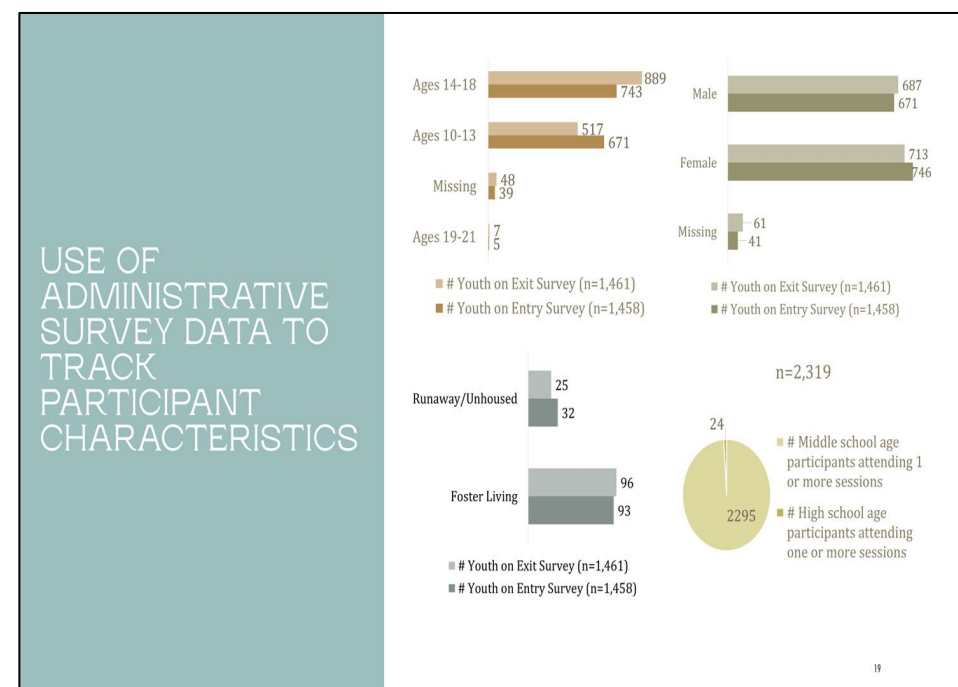 USE OF
ADMINISTRATIVE
SURVEY DATA TO
TRACK
PARTICIPANT
CHARACTERISTICS
Ages 14-18
889
743
Ages 10-13
517
671
Missing
48
39
Ages 19-21
7
5
# Youth on Exit Survey (n=1,461)
# Youth on Entry Survey (n=1,458)
Male
687
671
Female
713
746
Missing
61
41
# Youth on Exit Survey (n=1,461)
# Youth on Entry Survey (n=1,458)
Runaway/Unhoused
25
32
Foster Living
96
93
# Youth on Exit Survey (n=1,461)
# Youth on Entry Survey (n=1,458)
n=2,319
24
2295
# Middle school age
participants attending 1
or more sessions
# High school age
participants attending
one or more sessions
19